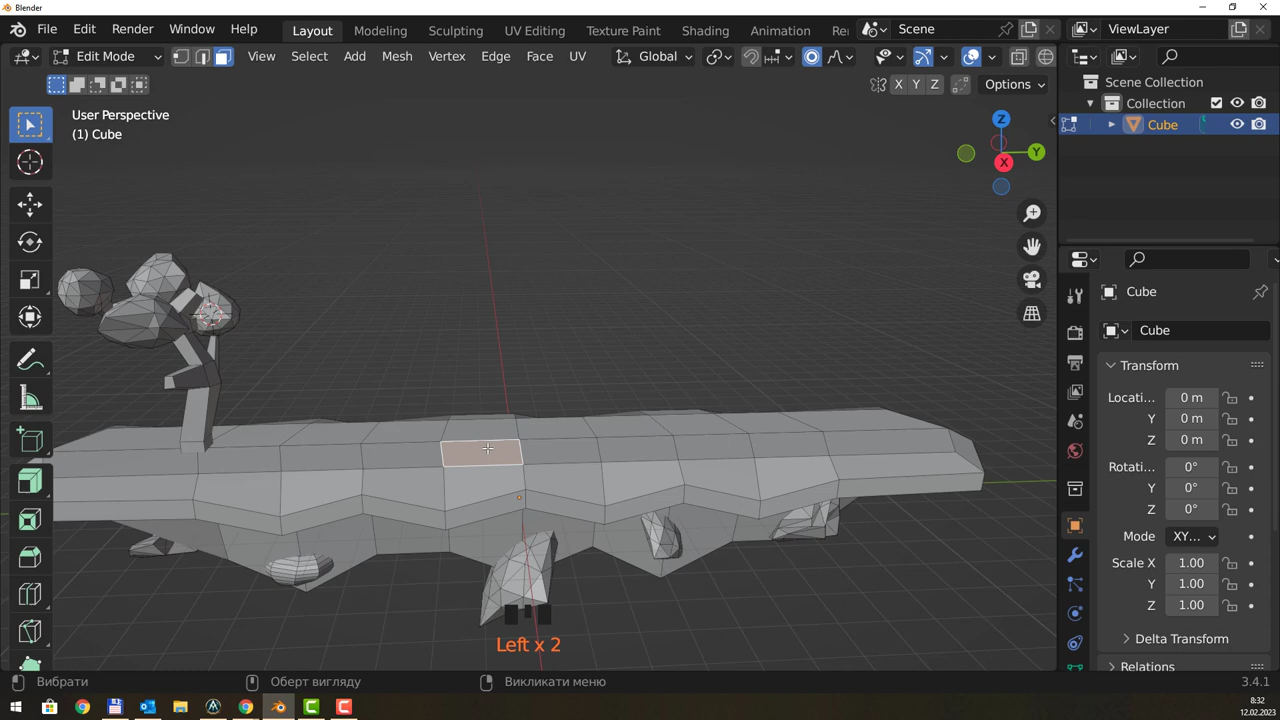 Blender
File Edit Render Window Help Layout Modeling Sculpting UV Editing Texture Paint Shading Animation Re Scene ViewLayer
Edit Mode View Select Add Mesh Vertex Edge Face UV Global
X Y Z Options
User Perspective
(1) Cube
Z
Y
X
Scene Collection
Collection
Cube
Cube
Cube
Transform
Locati... 0 m
Y 0 m
Z 0 m
Rotati... 0°
Y 0°
Z 0°
Mode XY...
Scale X 1.00
Y 1.00
Z 1.00
Delta Transform
Relations
Left x 2
Вибрати Оберт вигляду Викликати меню 3.4.1
8:32
12.02.2023